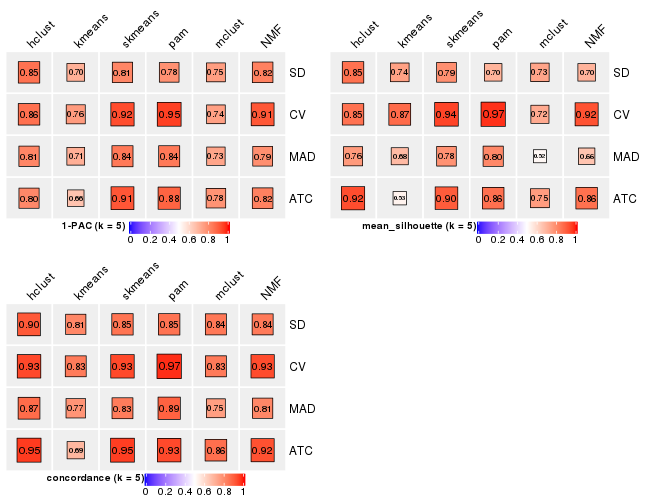 hclust kmeans skmeans pam mclust NMF
0.85 0.70 0.81 0.78 0.75 0.82 SD
0.86 0.76 0.92 0.95 0.74 0.91 CV
0.81 0.71 0.84 0.84 0.73 0.79 MAD
0.80 0.66 0.91 0.88 0.78 0.82 ATC
1-PAC (k = 5)
0 0.2 0.4 0.6 0.8 1
hclust kmeans skmeans pam mclust NMF
0.85 0.74 0.79 0.70 0.73 0.70 SD
0.85 0.87 0.94 0.97 0.72 0.92 CV
0.76 0.68 0.78 0.80 0.52 0.66 MAD
0.92 0.53 0.90 0.86 0.75 0.86 ATC
mean_silhouette (k = 5)
0 0.2 0.4 0.6 0.8 1
hclust kmeans skmeans pam mclust NMF
0.90 0.81 0.85 0.85 0.84 0.84 SD
0.93 0.83 0.93 0.97 0.83 0.93 CV
0.87 0.77 0.83 0.89 0.75 0.81 MAD
0.95 0.69 0.95 0.93 0.86 0.92 ATC
concordance (k = 5)
0 0.2 0.4 0.6 0.8 1